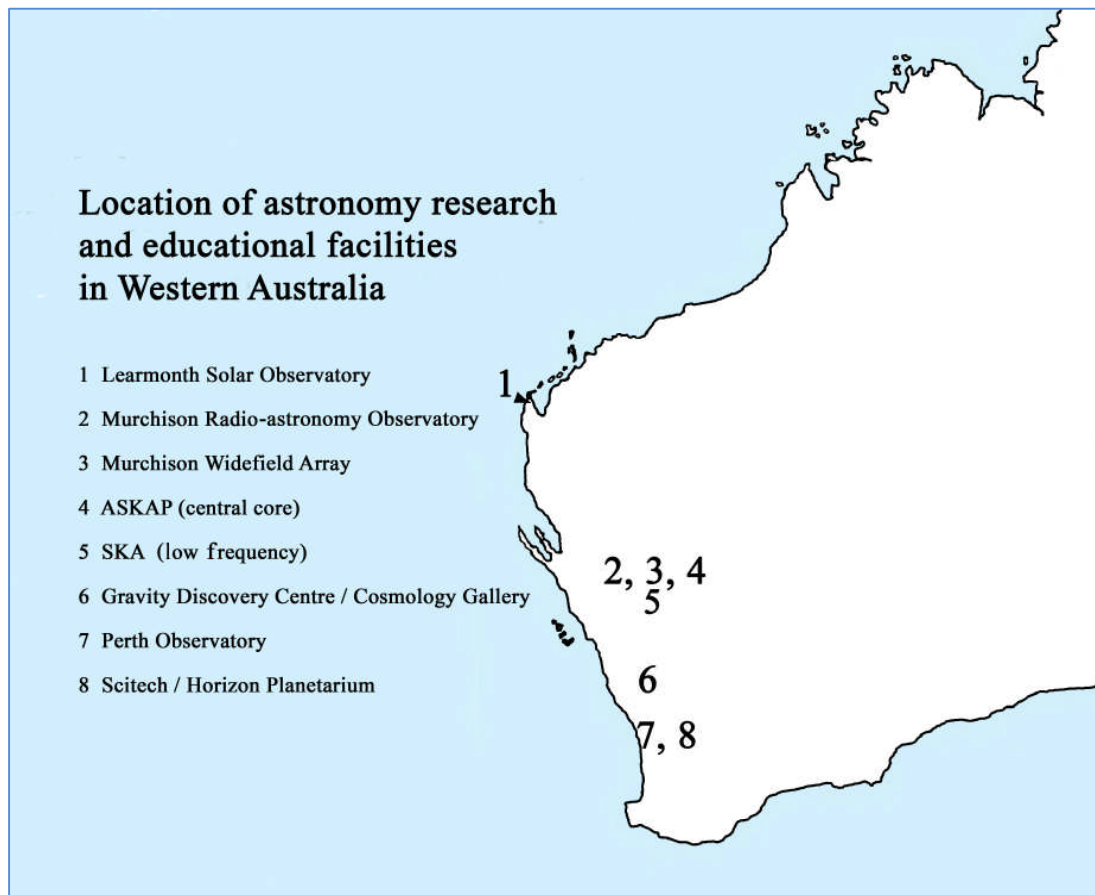 Location of astronomy research
and educational facilities
in Western Australia
1 Learmonth Solar Observatory
2 Murchison Radio-astronomy Observatory
3 Murchison Widefield Array
4 ASKAP (central core)
5 SKA (low frequency)
6 Gravity Discovery Centre / Cosmology Gallery
7 Perth Observatory
8 Scitech / Horizon Planetarium
1
2, 3, 4
5
6
7, 8